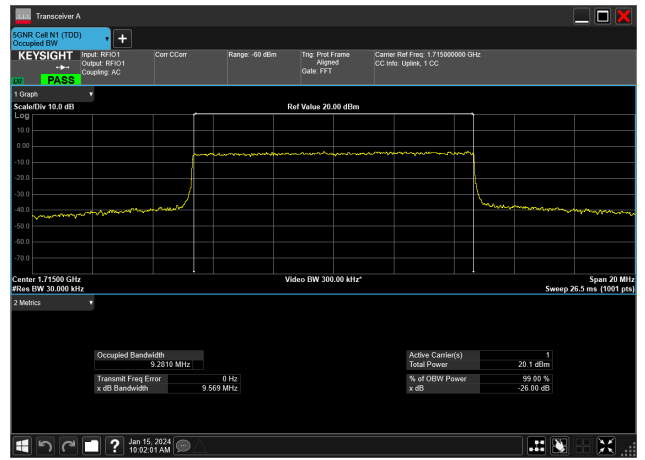 Transceiver A
5GNR Cell N1 (TDD)
Occupied BW
KEYSIGHT
LW
PASS
Input: RFIO1
Output: RFIO1
Coupling: AC
Corr CCorr
Range: -60 dBm
Trig: Prot Frame
Aligned
Gate: FFT
Carrier Ref Freq: 1.715000000 GHz
CC Info: Uplink, 1 CC
1 Graph
Scale/Div 10.0 dB
Ref Value 20.00 dBm
Log
10.0
0.00
-10.0
-20.0
-30.0
-40.0
-50.0
-60.0
-70.0
Center 1.71500 GHz
Video BW 300.00 kHz*
Span 20 MHz
#Res BW 30.000 kHz
Sweep 26.5 ms (1001 pts)
2 Metrics
Occupied Bandwidth
9.2810 MHz
Active Carrier(s) 1
Total Power 20.1 dBm
Transmit Freq Error 0 Hz
x dB Bandwidth 9.569 MHz
% of OBW Power 99.00 %
x dB -26.00 dB
?
Jan 15, 2024
10:02:01 AM